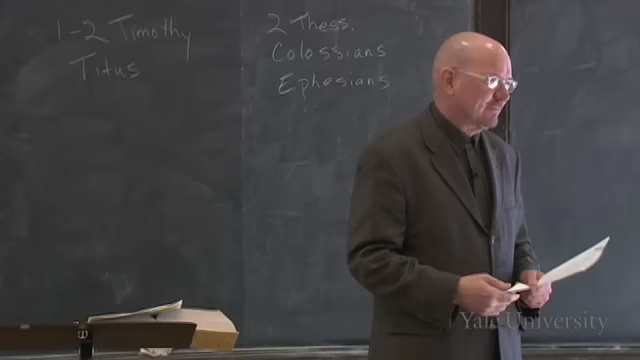 1-2 Timothy
Titus
2 Thess.
Colossians
Ephesians
Yale University